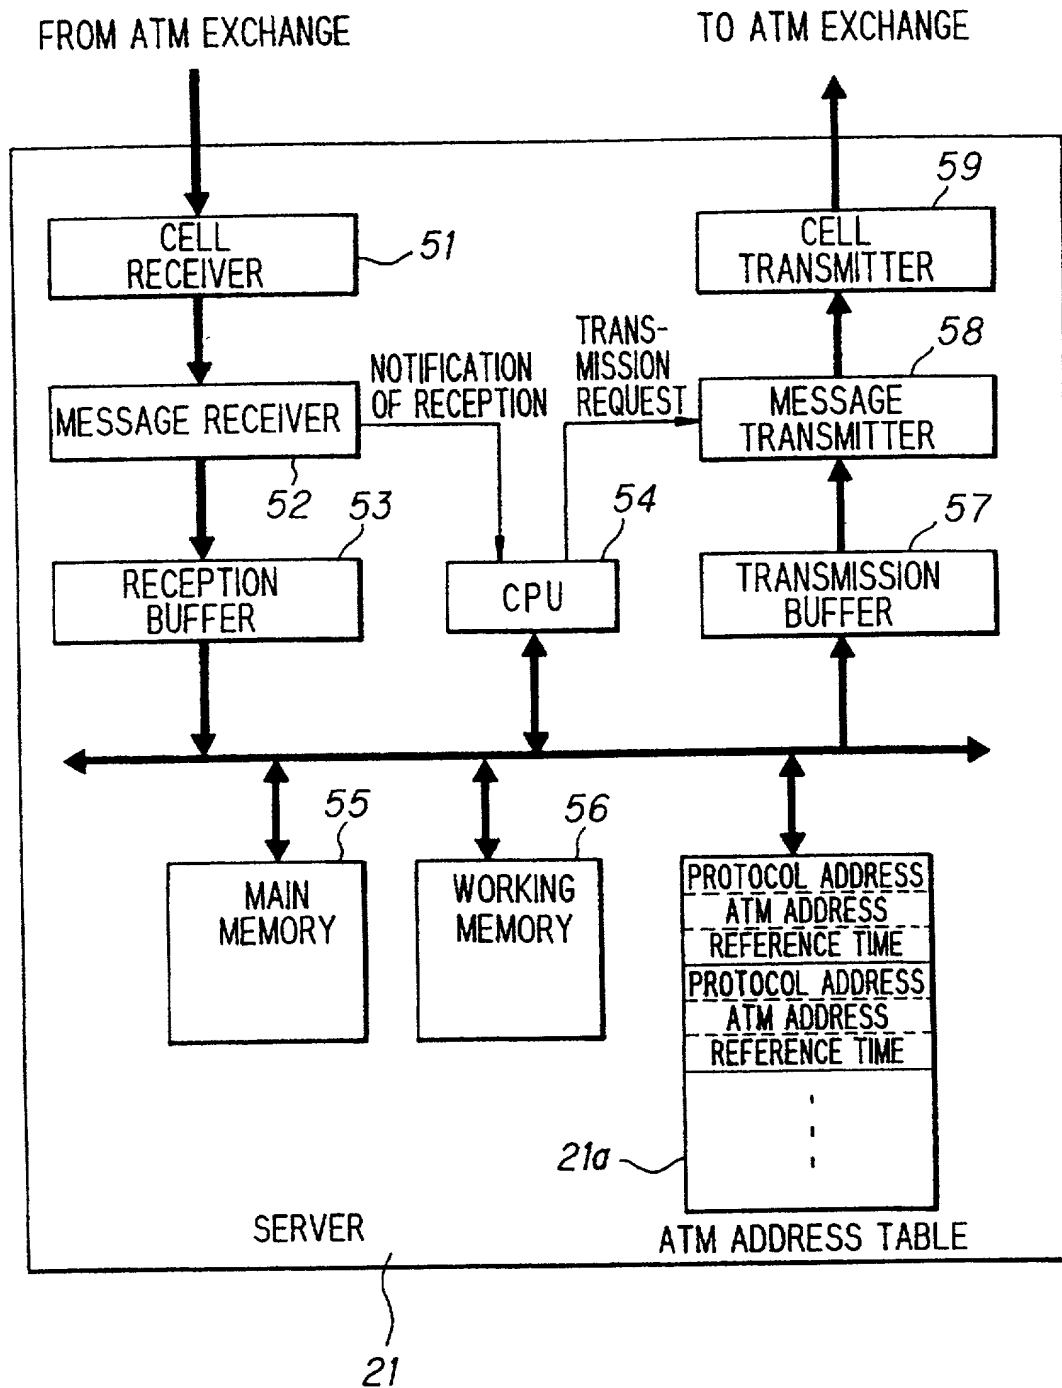 FROM ATM EXCHANGE
TO ATM EXCHANGE
CELL
RECEIVER
51
59
CELL
TRANSMITTER
MESSAGE RECEIVER
52
NOTIFICATION
OF RECEPTION
TRANS-
MISSION
REQUEST
58
MESSAGE
TRANSMITTER
53
RECEPTION
BUFFER
54
CPU
57
TRANSMISSION
BUFFER
55
MAIN
MEMORY
56
WORKING
MEMORY
PROTOCOL ADDRESS
ATM ADDRESS
REFERENCE TIME
PROTOCOL ADDRESS
ATM ADDRESS
REFERENCE TIME
21a
SERVER
ATM ADDRESS TABLE
21